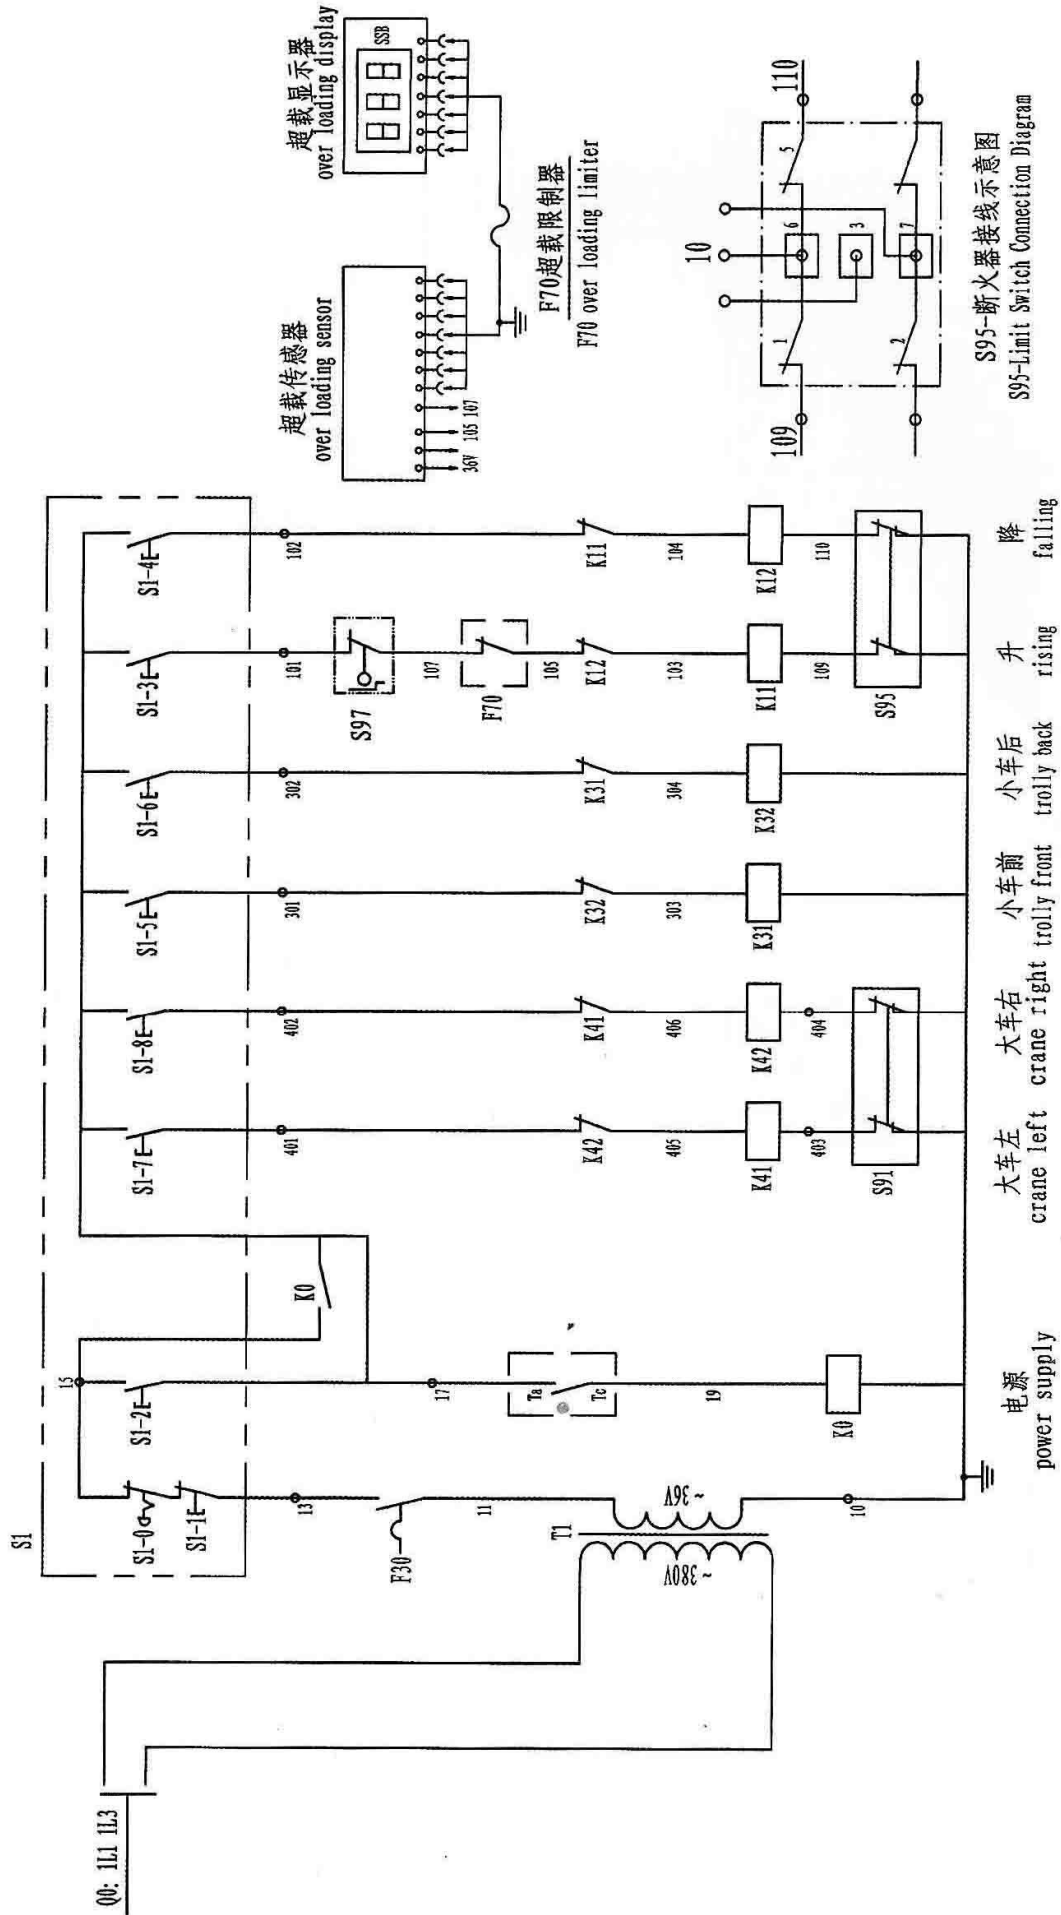 Q0: 1L1 1L3
S1
S1-0
S1-1
S1-2
15
13
F30
11
T1
~380V
~36V
10
17
Ta
Tc
19
K0
K0
电源
power supply
S1-7
401
K42
405
K41
403
S91
大车左
crane left
S1-8
402
K41
406
K42
404
大车右
crane right
S1-5
301
K32
303
K31
小车前
trolly front
S1-6
302
K31
304
K32
小车后
trolly back
S1-3
101
S97
107
F70
105
K12
103
K11
109
S95
升
rising
S1-4
102
K11
104
K12
110
降
falling
超载传感器
over loading sensor
36V
105
107
超载显示器
over loading display
SSB
888
F70超载限制器
F70 over loading limiter
109
10
110
1
6
5
3
2
7
S95-断火器接线示意图
S95-Limit Switch Connection Diagram